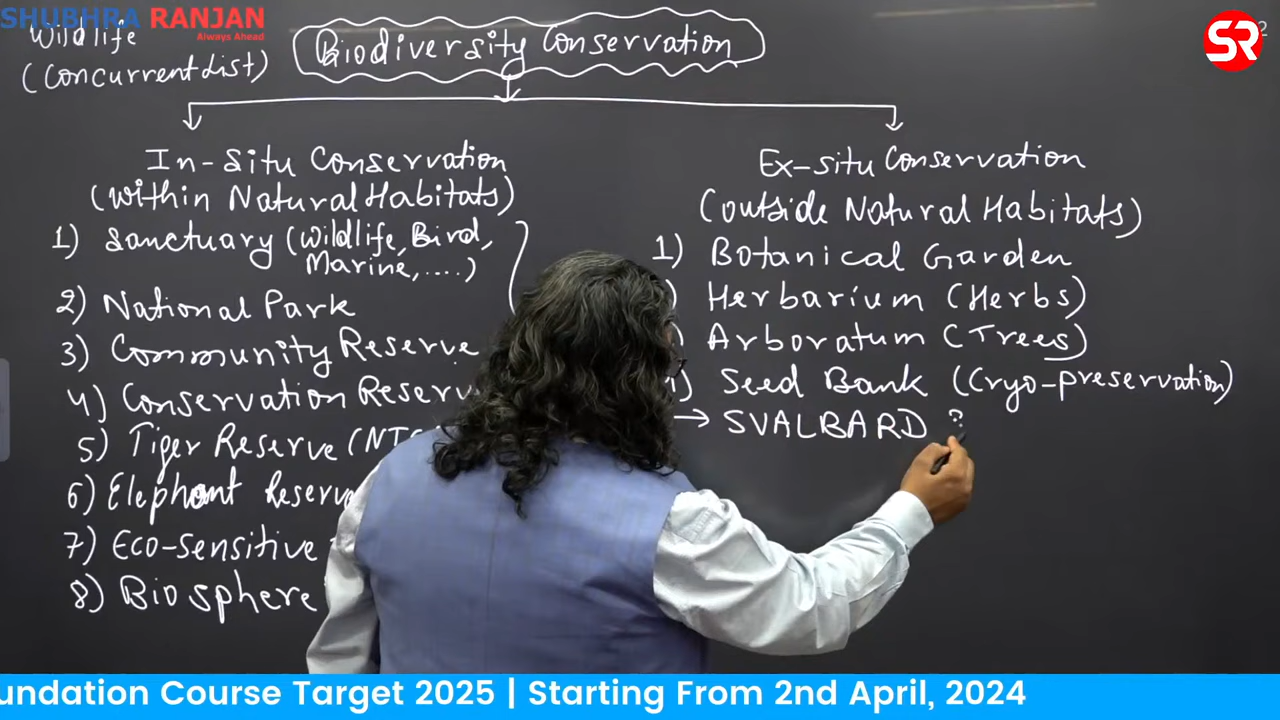 SHUBHRA RANJAN
Always Ahead
Wildlife
(Concurrent List)
Biodiversity Conservation
SR
2
In-Situ Conservation
(Within Natural Habitats)
1) Sanctuary (Wildlife, Bird,
Marine, ....)
2) National Park
3) Community Reserve
4) Conservation Reserv
5) Tiger Reserve (NT
6) Elephant Reserv
7) Eco-sensitive
8) Biosphere
Ex-situ Conservation
(outside Natural Habitats)
1) Botanical Garden
) Herbarium (Herbs)
) Arboratum (Trees)
) Seed Bank (Cryo-preservation)
→ SVALBARD ?
undation Course Target 2025 | Starting From 2nd April, 2024